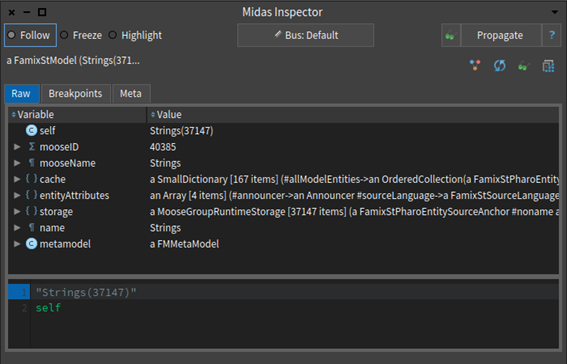 Midas Inspector
Follow Freeze Highlight Bus: Default Propagate ?
a FamixStModel (Strings(371...
Raw Breakpoints Meta
Variable Value
self Strings(37147)
mooseID 40385
mooseName Strings
cache a SmallDictionary [167 items] (#allModelEntities->an OrderedCollection(a FamixStPharoEntity
entityAttributes an Array [4 items] (#announcer->an Announcer #sourceLanguage->a FamixStSourceLanguage
storage a MooseGroupRuntimeStorage [37147 items] (a FamixStPharoEntitySourceAnchor #noname a
name Strings
metamodel a FMMetaModel
1 "Strings(37147)"
2 self